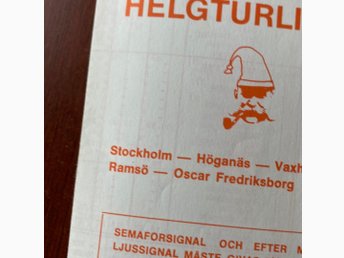 HELGTURLI
Stockholm — Höganäs — Vaxh
Ramsö — Oscar Fredriksborg
SEMAFORSIGNAL OCH EFTER M
LJUSSIGNAL MÅSTE